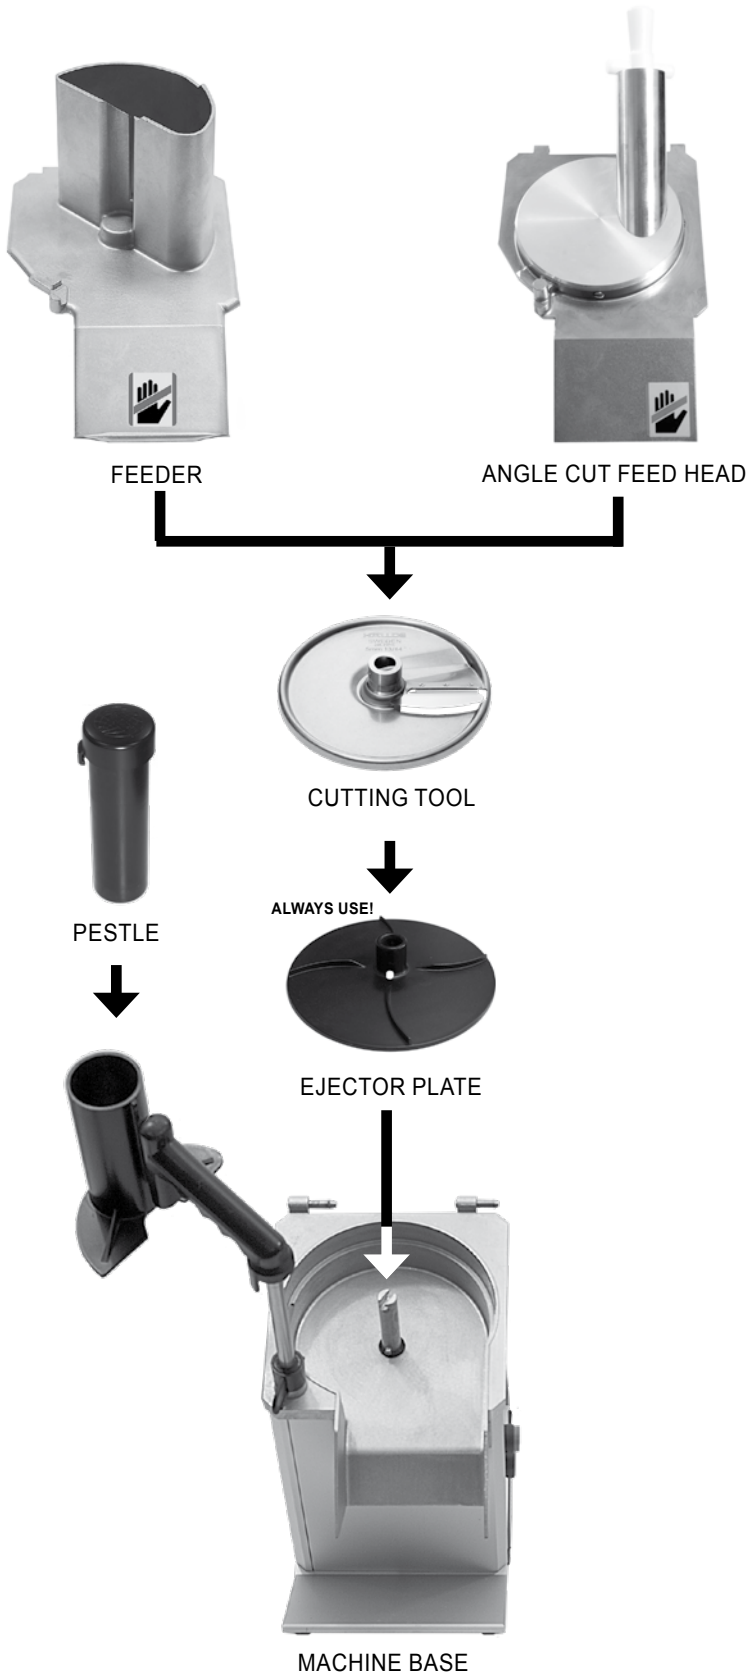 FEEDER
ANGLE CUT FEED HEAD
CUTTING TOOL
ALWAYS USE!
PESTLE
EJECTOR PLATE
MACHINE BASE